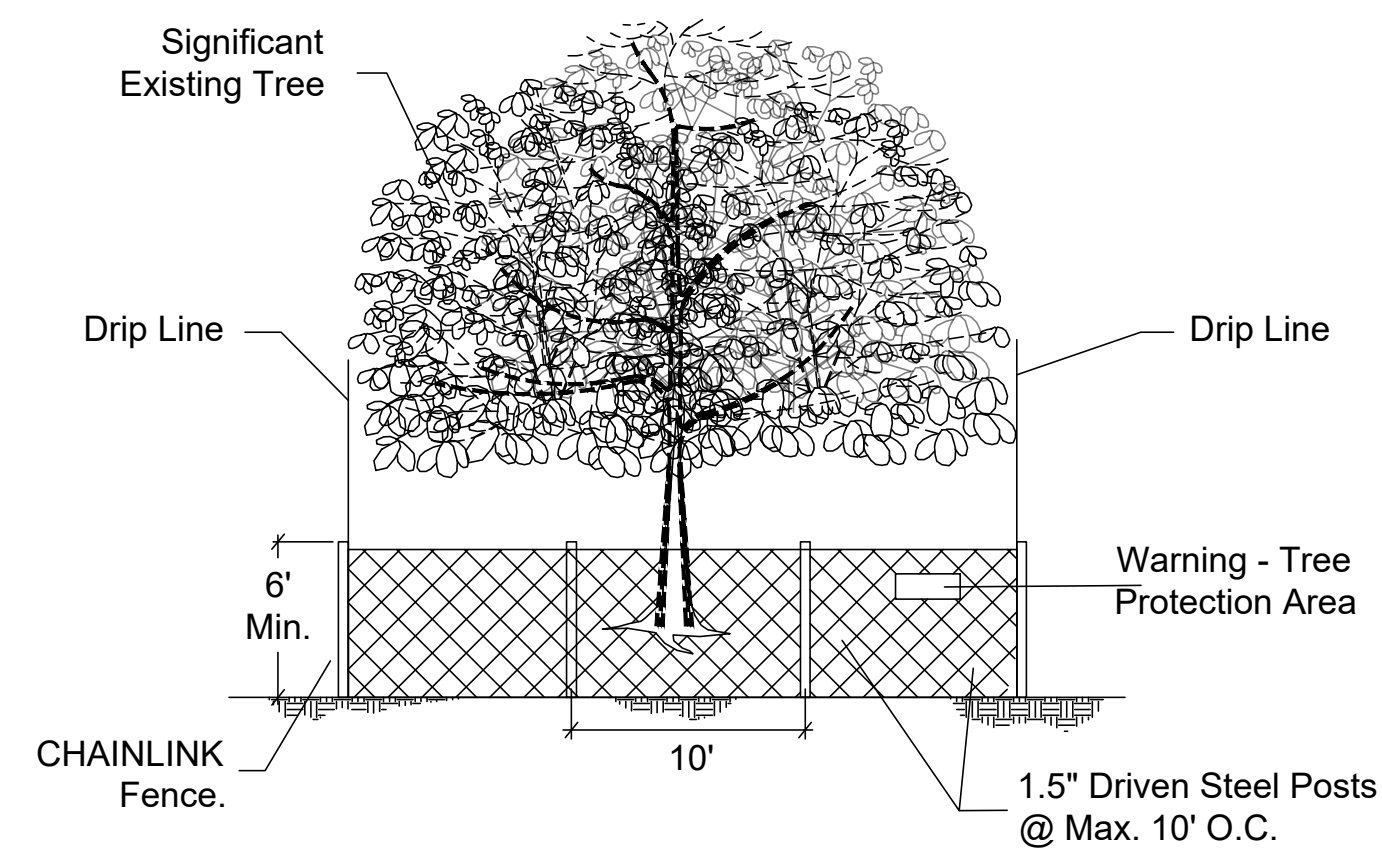 Significant
Existing Tree
Drip Line
Drip Line
6'
Min.
Warning - Tree
Protection Area
CHAINLINK
Fence.
10'
1.5" Driven Steel Posts
@ Max. 10' O.C.